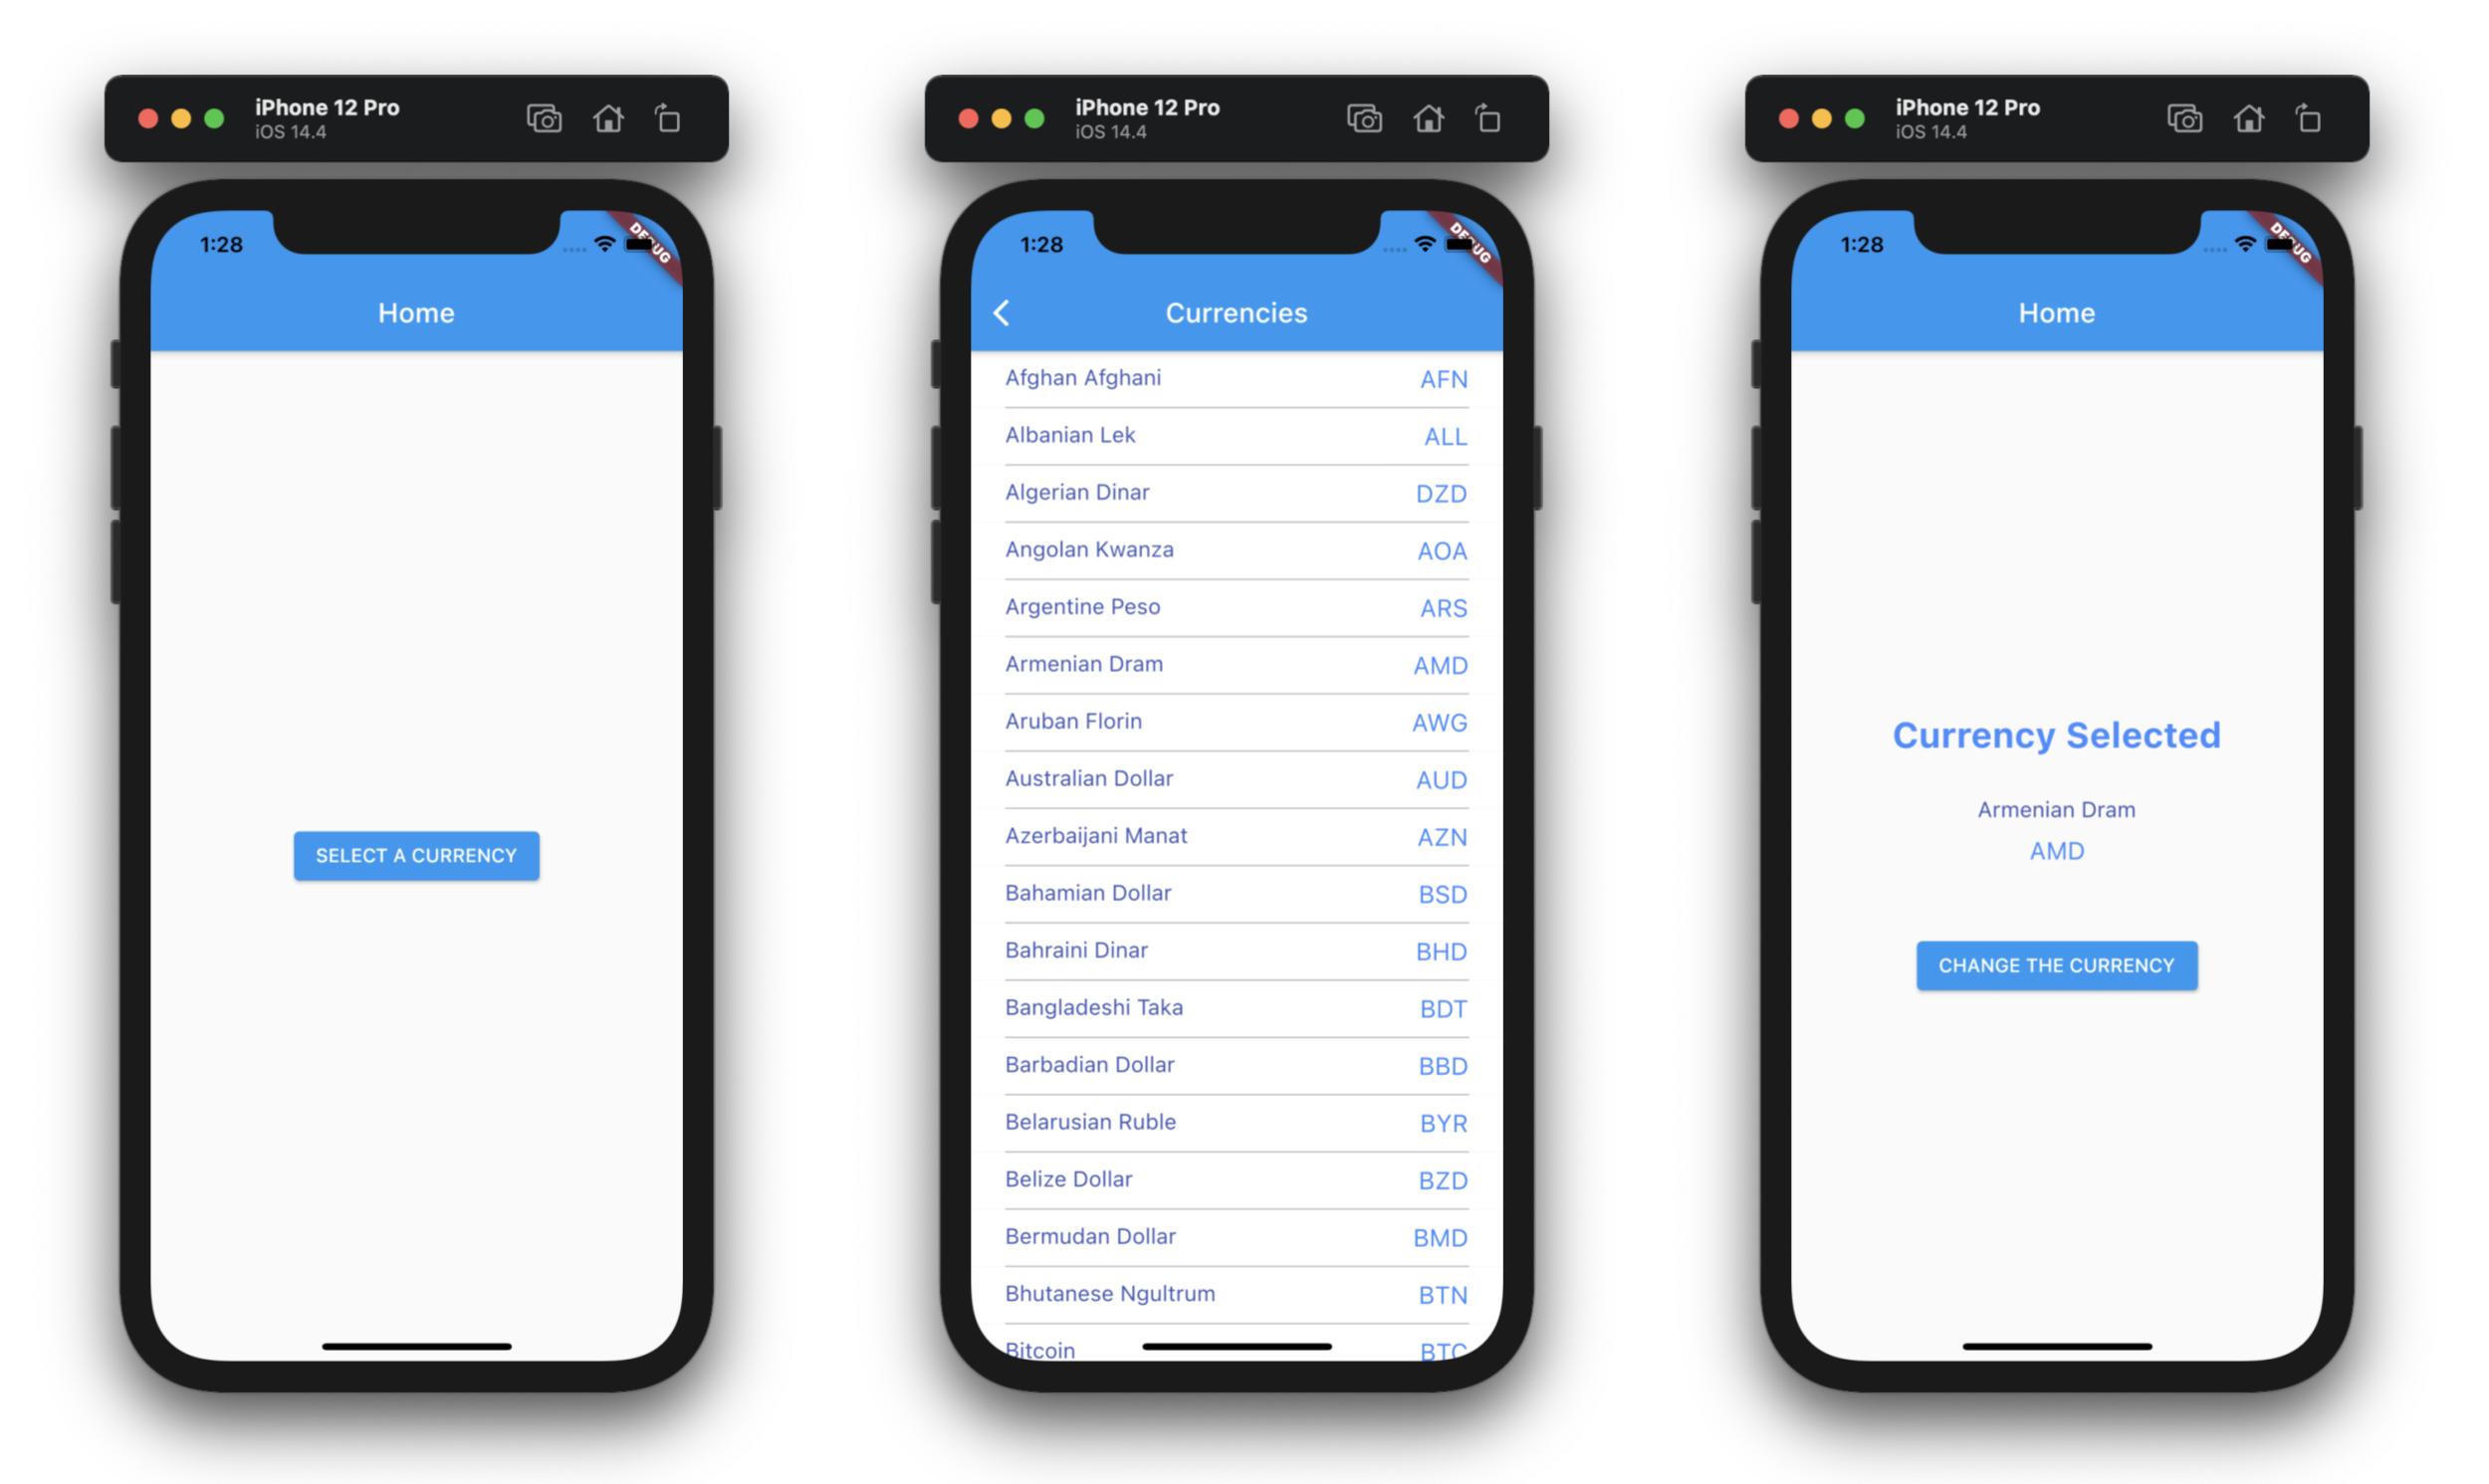 iPhone 12 Pro
iOS 14.4
1:28
DEBUG
Home
SELECT A CURRENCY
iPhone 12 Pro
iOS 14.4
1:28
DEBUG
Currencies
Afghan Afghani AFN
Albanian Lek ALL
Algerian Dinar DZD
Angolan Kwanza AOA
Argentine Peso ARS
Armenian Dram AMD
Aruban Florin AWG
Australian Dollar AUD
Azerbaijani Manat AZN
Bahamian Dollar BSD
Bahraini Dinar BHD
Bangladeshi Taka BDT
Barbadian Dollar BBD
Belarusian Ruble BYR
Belize Dollar BZD
Bermudan Dollar BMD
Bhutanese Ngultrum BTN
Bitcoin BTC
iPhone 12 Pro
iOS 14.4
1:28
DEBUG
Home
Currency Selected
Armenian Dram
AMD
CHANGE THE CURRENCY